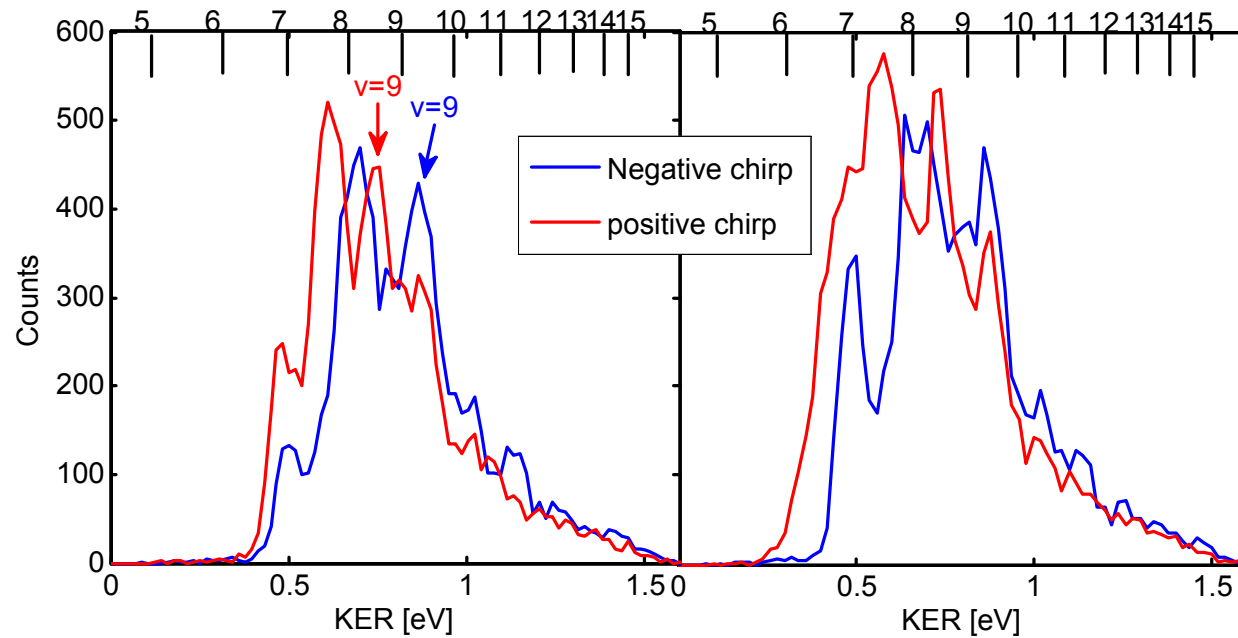 5 6 7 8 9 10 11 12 13 14 15
5 6 7 8 9 10 11 12 13 14 15
600
500
400
300
200
100
0
Counts
v=9
v=9
Negative chirp
positive chirp
0 0.5 1 1.5
0.5 1 1.5
KER [eV]
KER [eV]